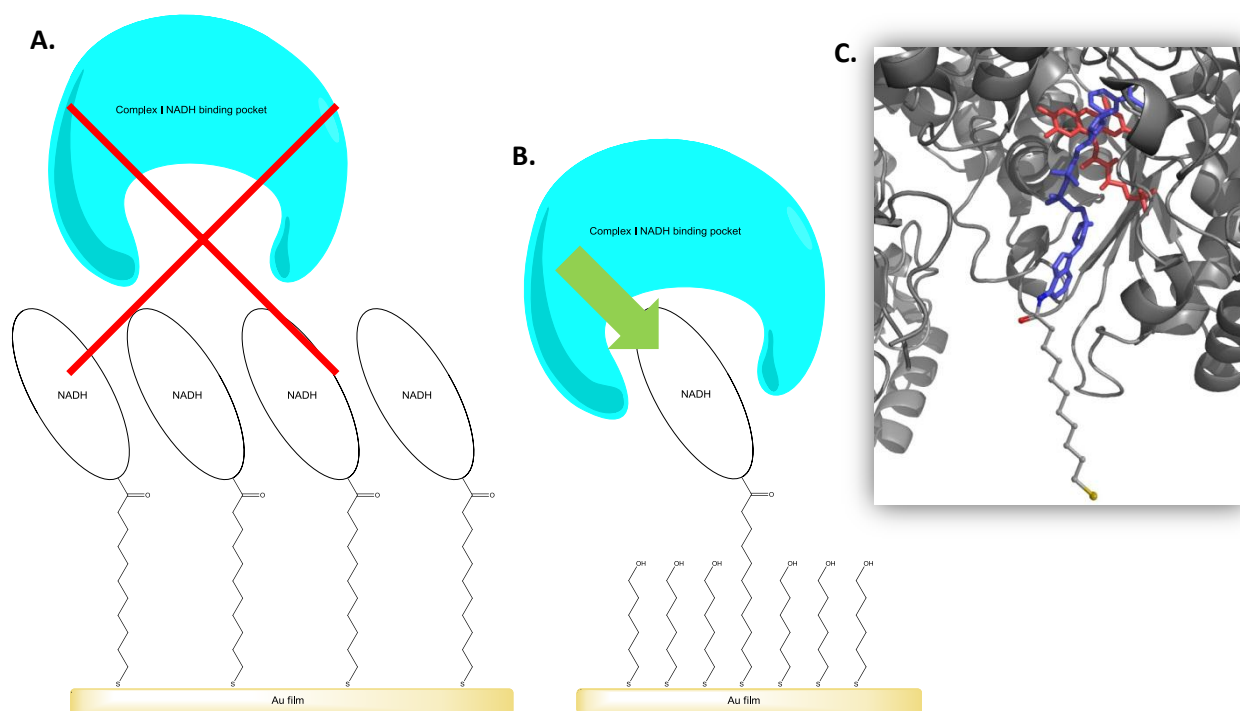 A.
Complex I NADH binding pocket
NADH
NADH
NADH
NADH
O
O
O
O
S
S
S
S
Au film
B.
Complex I NADH binding pocket
NADH
O
OH
OH
OH
OH
OH
OH
S
S
S
S
S
S
S
Au film
C.